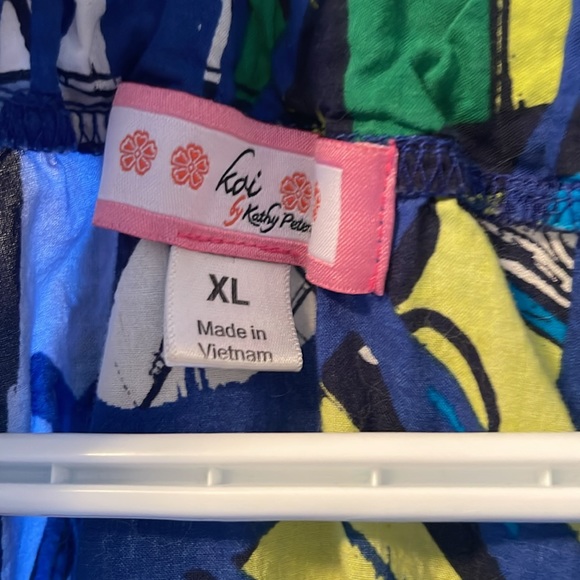 koi
by Kathy Peter
XL
Made in
Vietnam